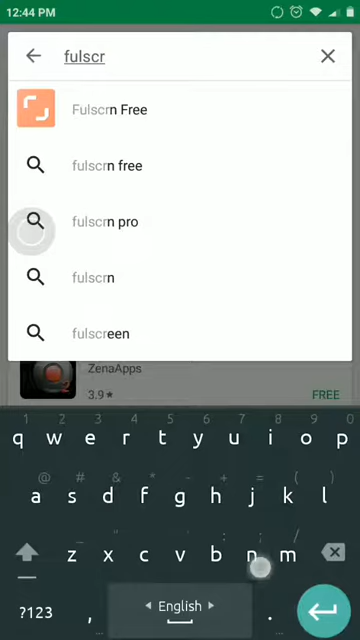 12:44 PM
fulscr
Fulscrn Free
fulscrn free
fulscrn pro
fulscrn
fulscreen
ZenaApps
3.9★ FREE
1 2 3 4 5 6 7 8 9 0
q w e r t y u i o p
@ # & * - + = ( )
a s d f g h j k l
_ " ' : ; /
z x c v b n m
?123 , English .